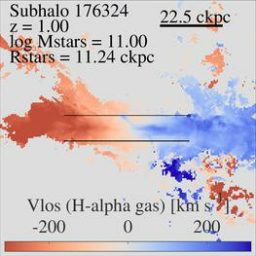 Subhalo 176324
22.5 ckpc
z = 1.00
log Mstars = 11.00
Rstars = 11.24 ckpc
Vlos (H-alpha gas) [km s⁻¹]
-200 0 200